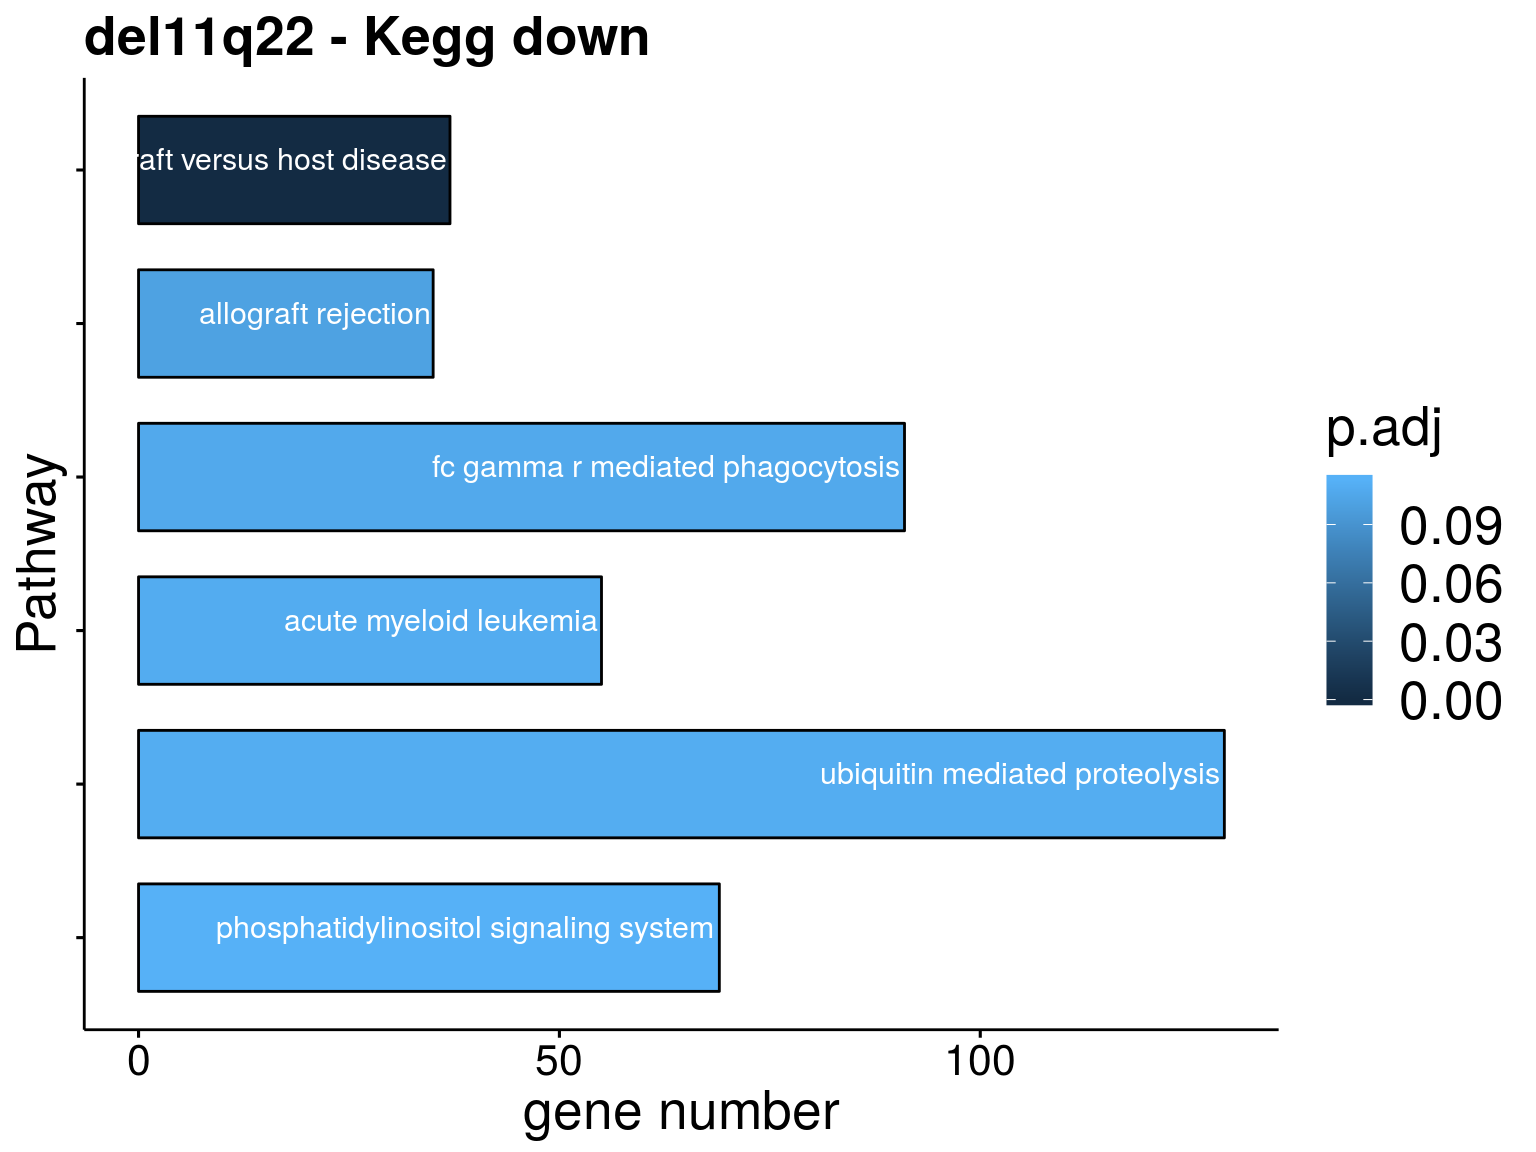 del11q22 - Kegg down
raft versus host disease
allograft rejection
fc gamma r mediated phagocytosis
acute myeloid leukemia
ubiquitin mediated proteolysis
phosphatidylinositol signaling system
Pathway
0 50 100
gene number
p.adj
0.09
0.06
0.03
0.00